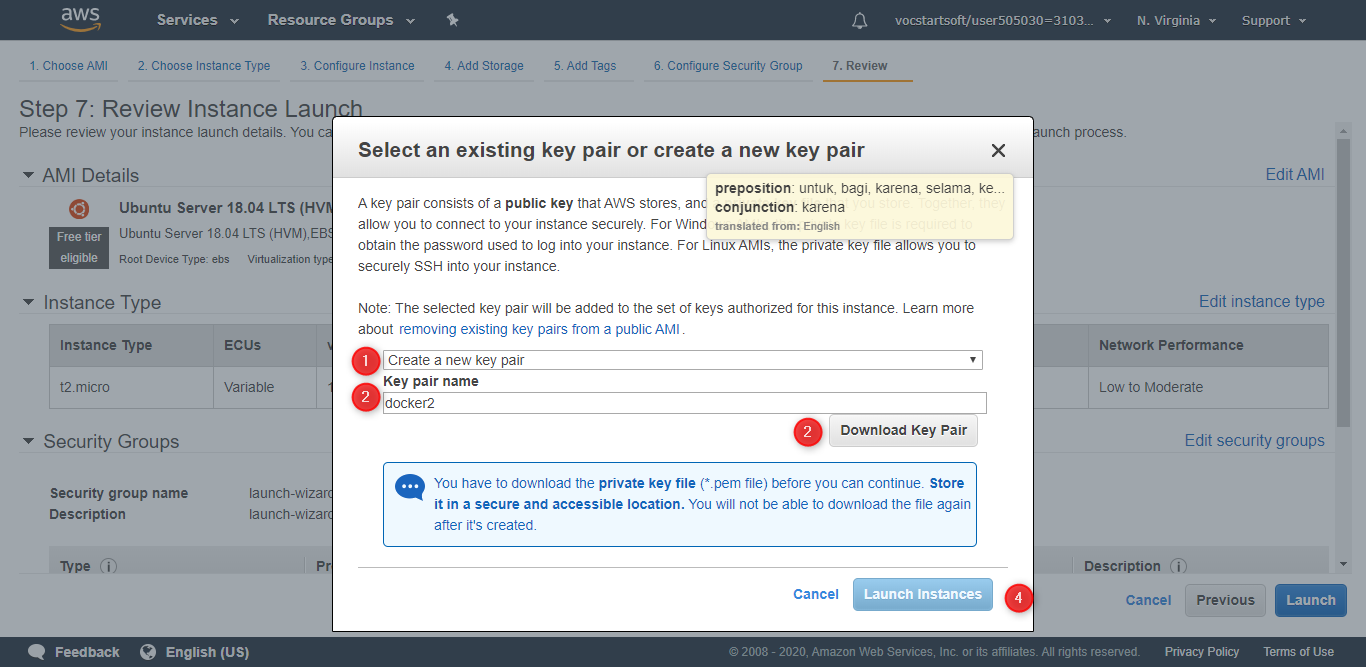 aws Services Resource Groups vocstartsoft/user505030=3103... N. Virginia Support
1. Choose AMI 2. Choose Instance Type 3. Configure Instance 4. Add Storage 5. Add Tags 6. Configure Security Group 7. Review
Step 7: Review Instance Launch
Please review your instance launch details. You ca
aunch process.
AMI Details
Edit AMI
Ubuntu Server 18.04 LTS (HVM
Free tier
eligible
Ubuntu Server 18.04 LTS (HVM),EBS
Root Device Type: ebs Virtualization type
Instance Type
Edit instance type
Instance Type ECUs v Network Performance
t2.micro Variable 1 Low to Moderate
Security Groups
Edit security groups
Security group name launch-wizard
Description launch-wizard
Type i Pr Description i
Select an existing key pair or create a new key pair
preposition: untuk, bagi, karena, selama, ke...
conjunction: karena
translated from: English
A key pair consists of a public key that AWS stores, and you store. Together, they
allow you to connect to your instance securely. For Wind key file is required to
obtain the password used to log into your instance. For Linux AMIs, the private key file allows you to
securely SSH into your instance.
Note: The selected key pair will be added to the set of keys authorized for this instance. Learn more
about removing existing key pairs from a public AMI .
1 Create a new key pair
Key pair name
2 docker2
2 Download Key Pair
You have to download the private key file (*.pem file) before you can continue. Store
it in a secure and accessible location. You will not be able to download the file again
after it's created.
Cancel Launch Instances 4
Cancel Previous Launch
Feedback English (US) © 2008 - 2020, Amazon Web Services, Inc. or its affiliates. All rights reserved. Privacy Policy Terms of Use